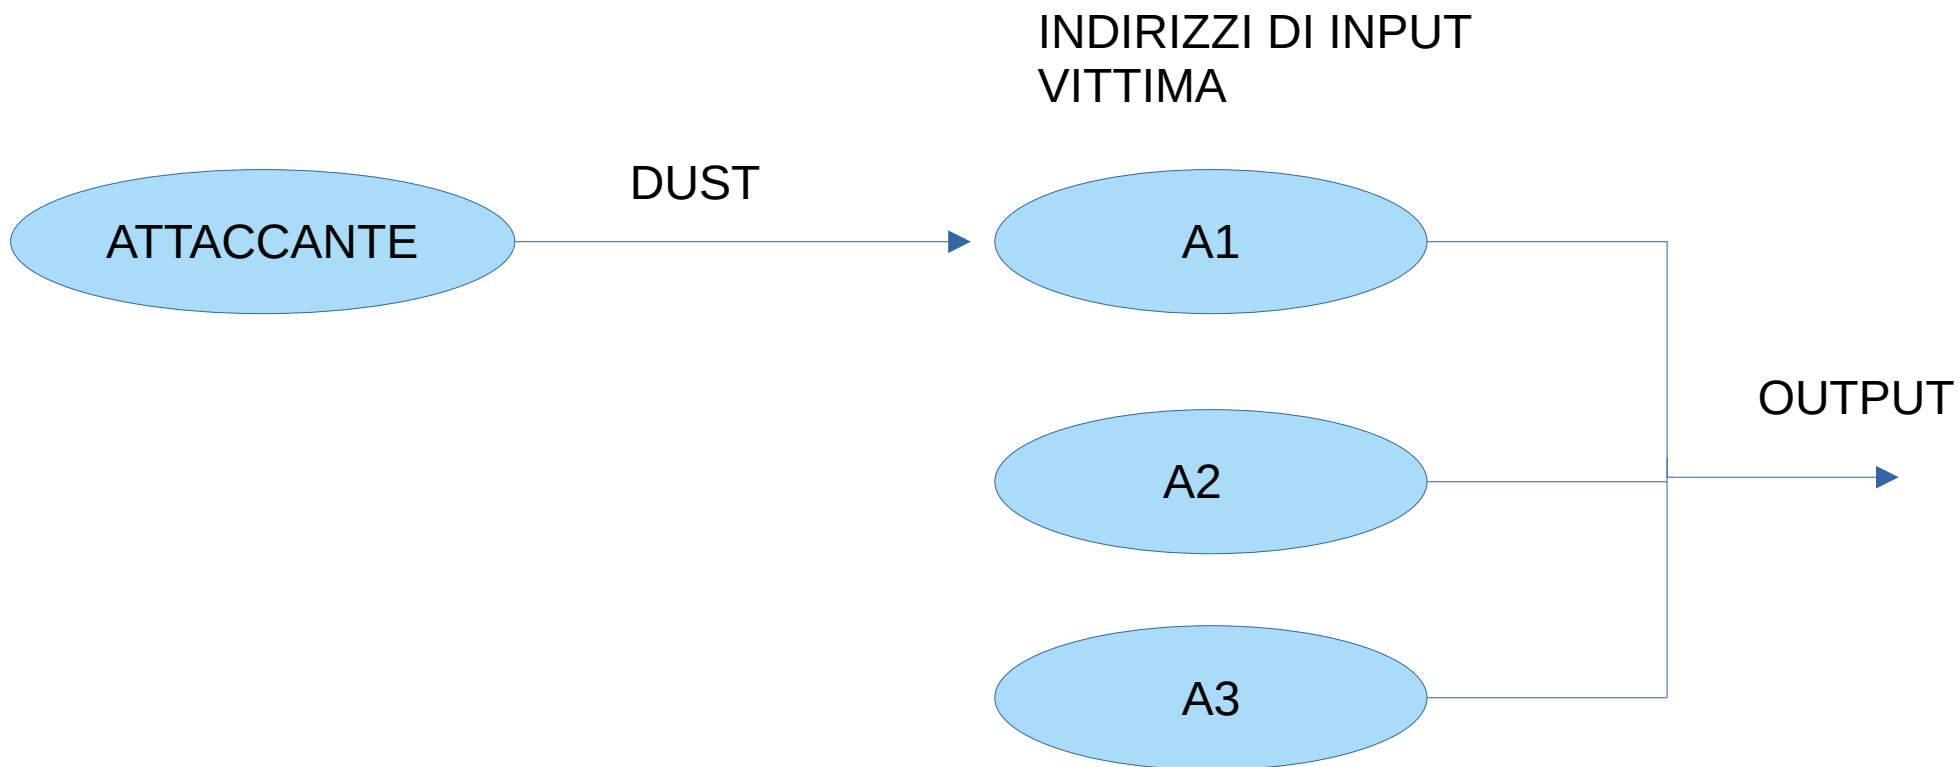 INDIRIZZI DI INPUT
VITTIMA
DUST
ATTACCANTE
A1
OUTPUT
A2
A3